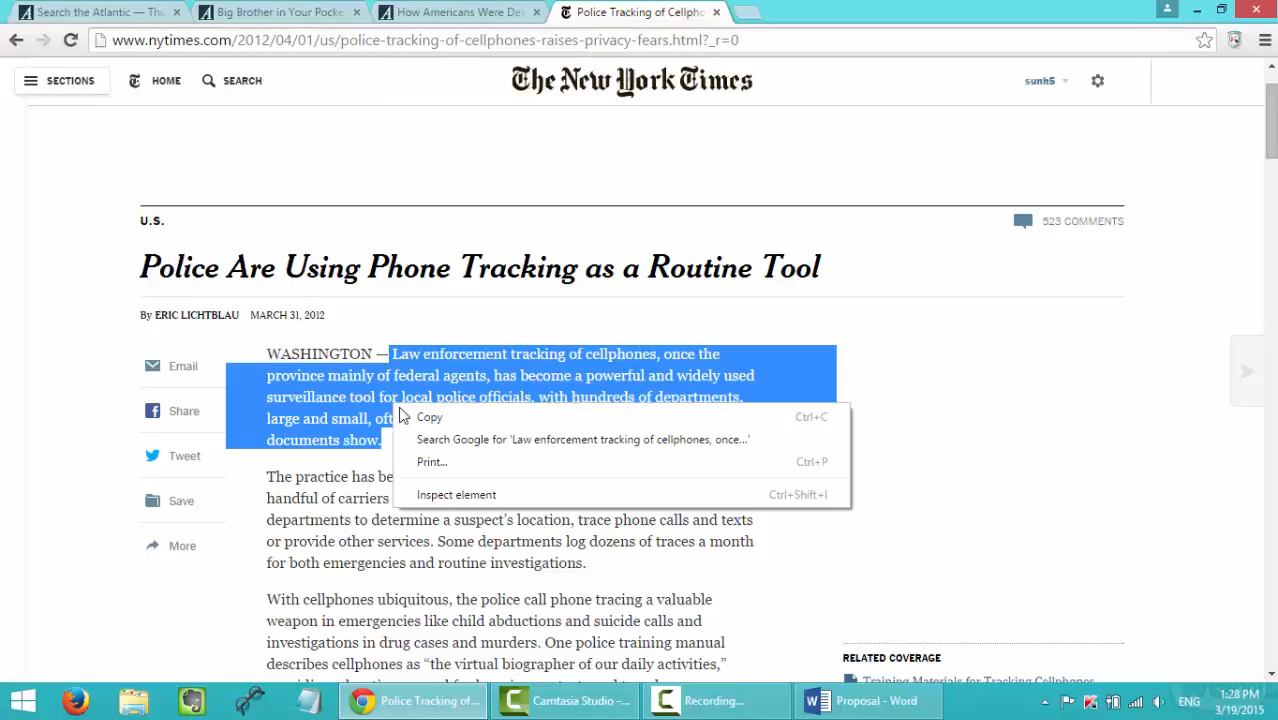 Search the Atlantic — The
Big Brother in Your Pocke
How Americans Were De
Police Tracking of Cellpho
www.nytimes.com/2012/04/01/us/police-tracking-of-cellphones-raises-privacy-fears.html?_r=0
SECTIONS
HOME
SEARCH
The New York Times
sunh5
U.S.
523 COMMENTS
Police Are Using Phone Tracking as a Routine Tool
By ERIC LICHTBLAU MARCH 31, 2012
Email
Share
Tweet
Save
More
WASHINGTON — Law enforcement tracking of cellphones, once the
province mainly of federal agents, has become a powerful and widely used
surveillance tool for local police officials, with hundreds of departments,
large and small,
documents show.
Copy Ctrl+C
Search Google for 'Law enforcement tracking of cellphones, once...'
Print... Ctrl+P
Inspect element Ctrl+Shift+I
The practice has
handful of carriers
departments to determine a suspect's location, trace phone calls and texts
or provide other services. Some departments log dozens of traces a month
for both emergencies and routine investigations.
With cellphones ubiquitous, the police call phone tracing a valuable
weapon in emergencies like child abductions and suicide calls and
investigations in drug cases and murders. One police training manual
describes cellphones as “the virtual biographer of our daily activities,”
RELATED COVERAGE
Training Materials for Tracking Cellphones
Police Tracking of...
Camtasia Studio -...
Recording...
Proposal - Word
ENG
1:28 PM
3/19/2015